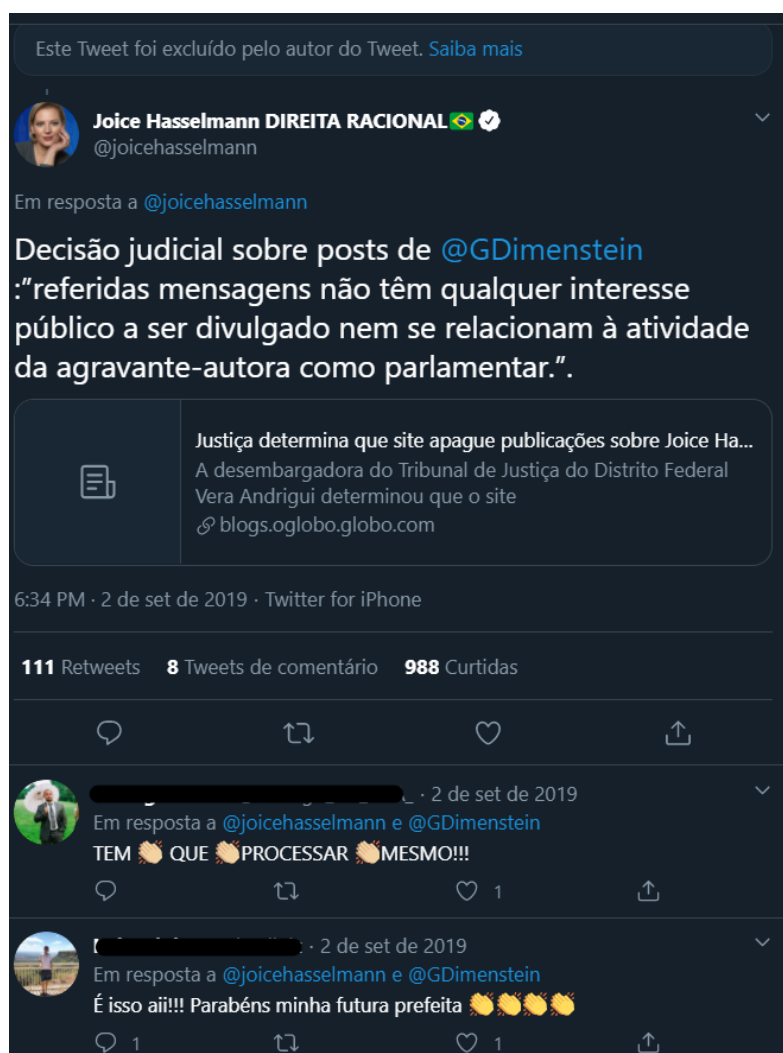 Este Tweet foi excluído pelo autor do Tweet. Saiba mais
Joice Hasselmann DIREITA RACIONAL🇧🇷
@joicehasselmann
Em resposta a @joicehasselmann
Decisão judicial sobre posts de @GDimenstein
:"referidas mensagens não têm qualquer interesse
público a ser divulgado nem se relacionam à atividade
da agravante-autora como parlamentar.".
Justiça determina que site apague publicações sobre Joice Ha...
A desembargadora do Tribunal de Justiça do Distrito Federal
Vera Andrigui determinou que o site
blogs.oglobo.globo.com
6:34 PM · 2 de set de 2019 · Twitter for iPhone
111 Retweets 8 Tweets de comentário 988 Curtidas
· 2 de set de 2019
Em resposta a @joicehasselmann e @GDimenstein
TEM 👏🏼 QUE 👏🏼PROCESSAR 👏🏼MESMO!!!
1
· 2 de set de 2019
Em resposta a @joicehasselmann e @GDimenstein
É isso aii!!! Parabéns minha futura prefeita 👏👏👏👏
1 1